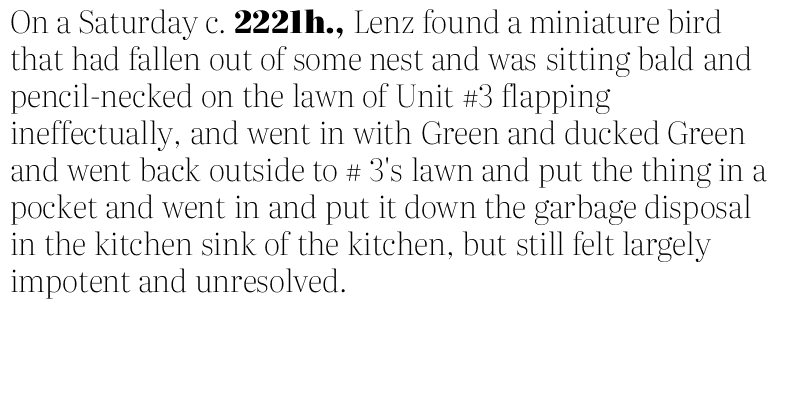 On a Saturday c. 2221h., Lenz found a miniature bird
that had fallen out of some nest and was sitting bald and
pencil-necked on the lawn of Unit #3 flapping
ineffectually, and went in with Green and ducked Green
and went back outside to # 3's lawn and put the thing in a
pocket and went in and put it down the garbage disposal
in the kitchen sink of the kitchen, but still felt largely
impotent and unresolved.